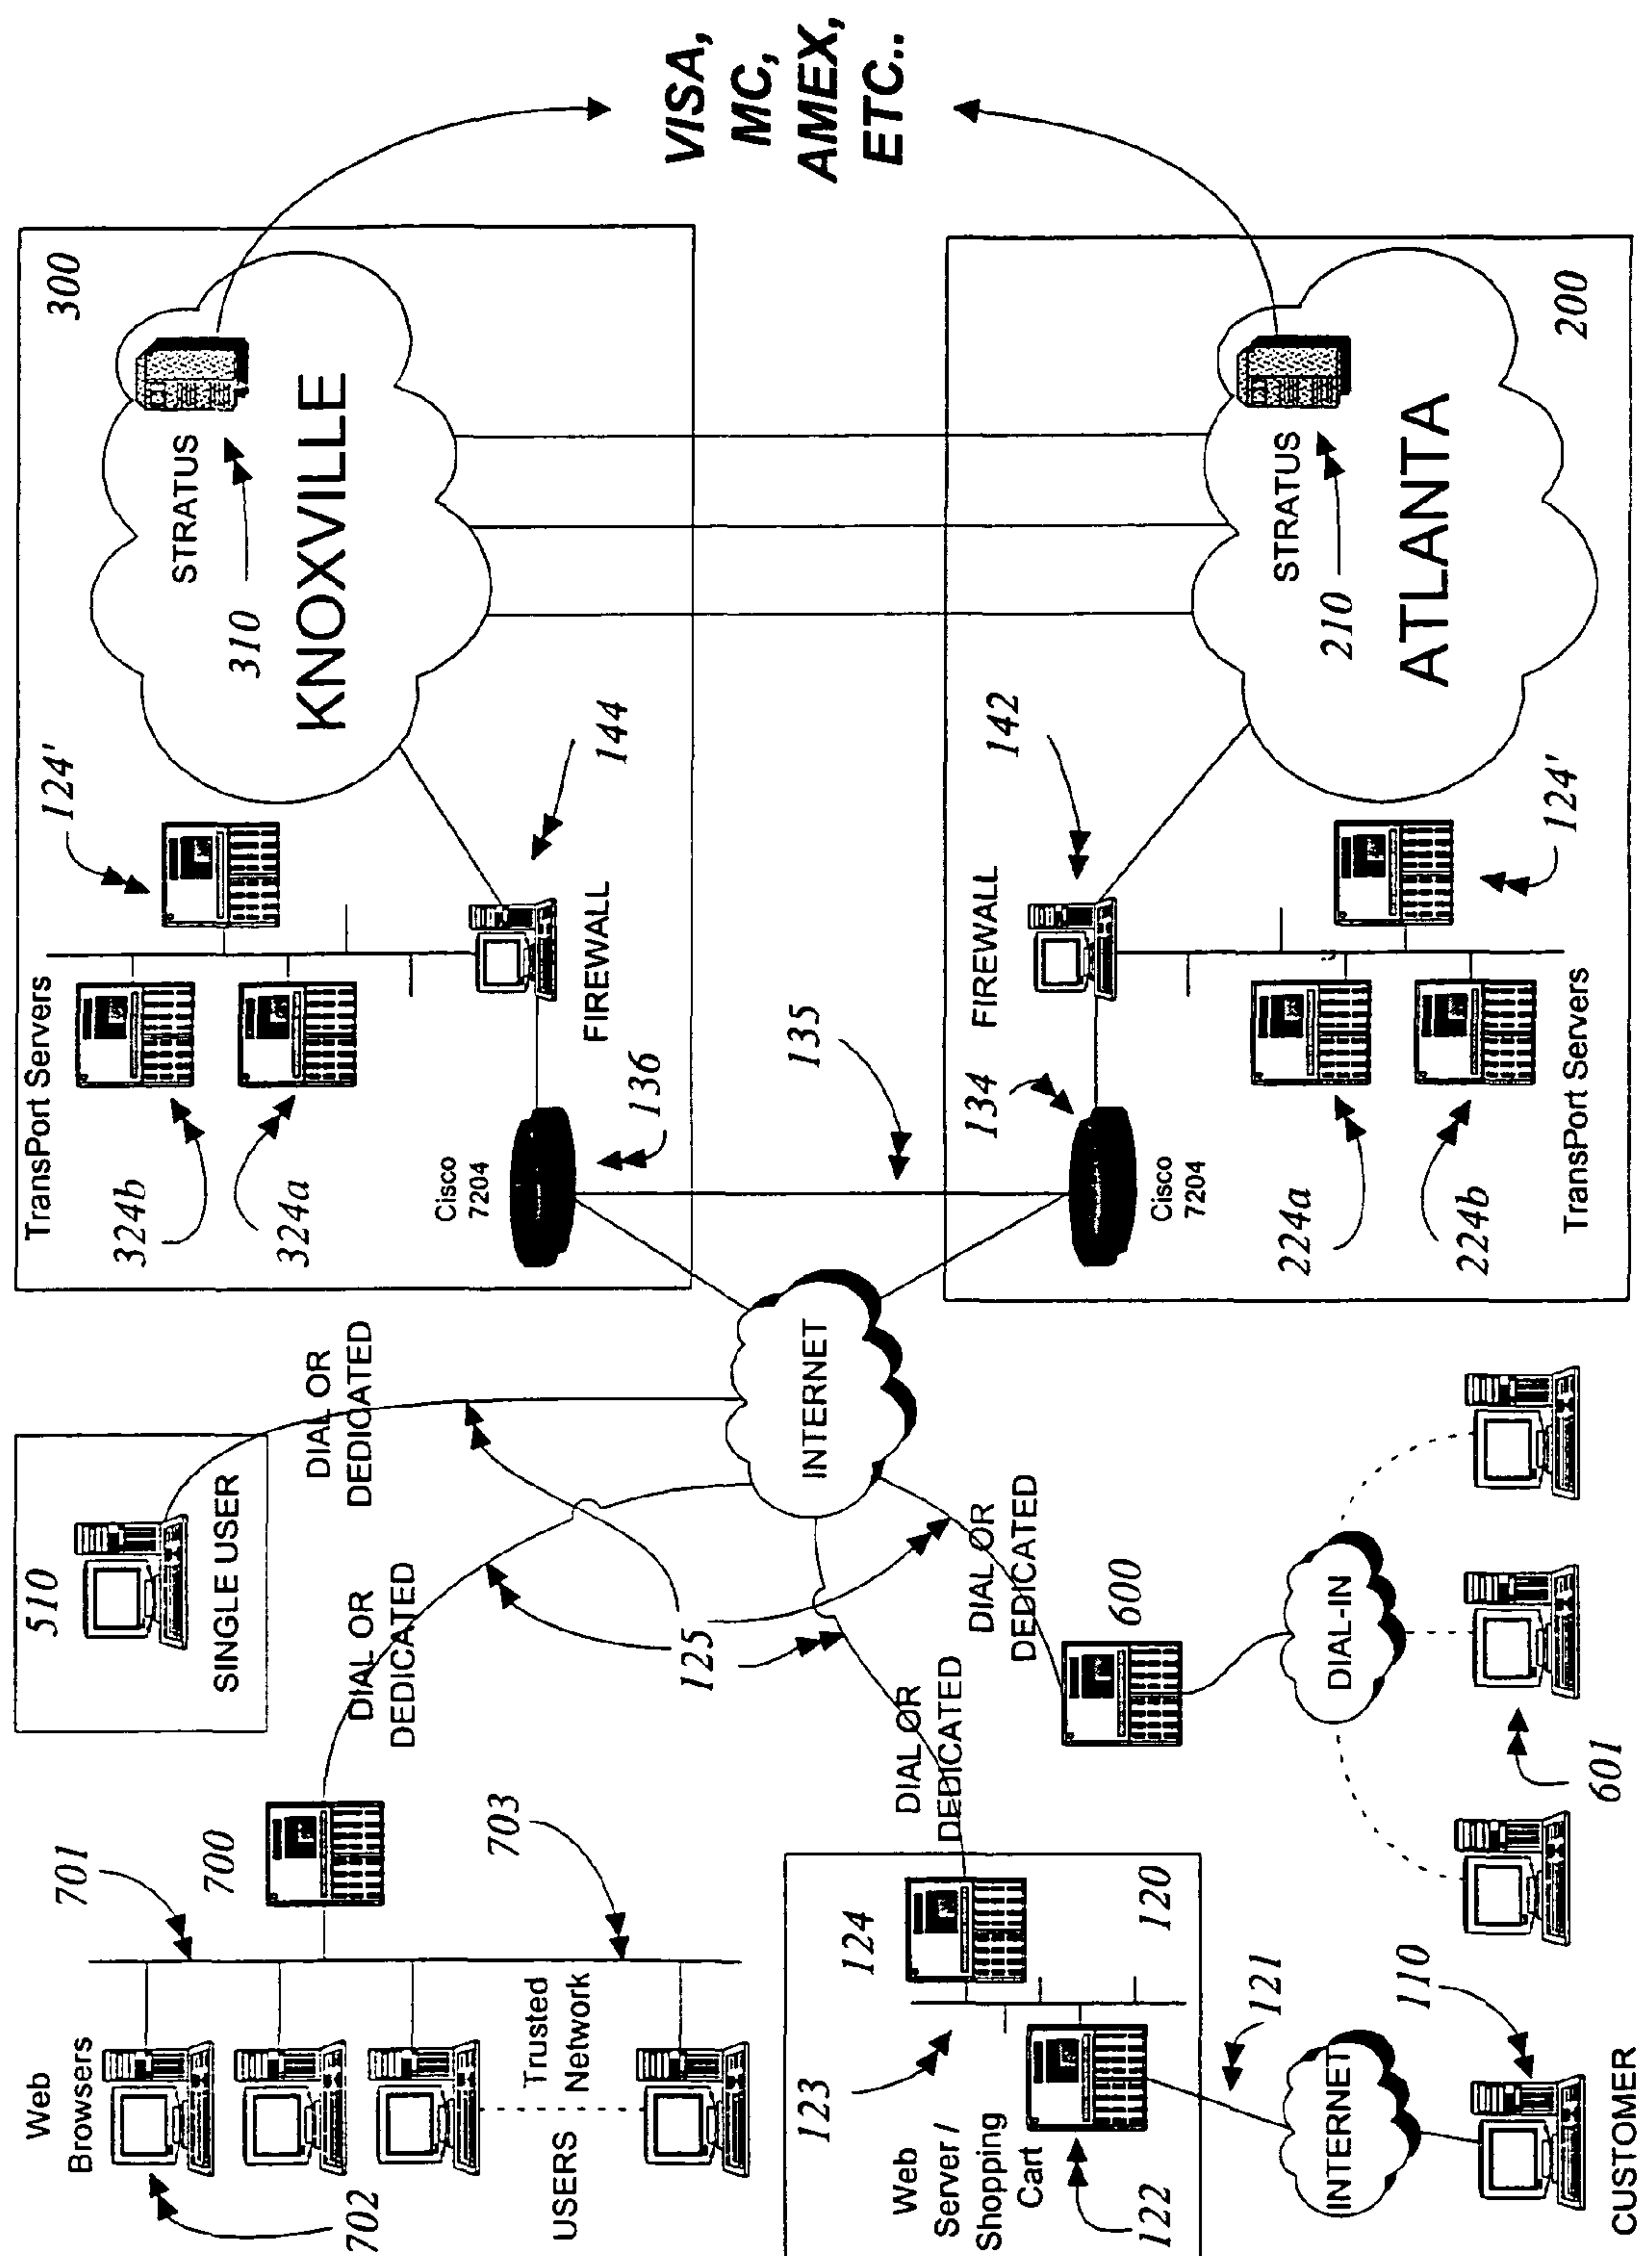 Web
Browsers
702
701
700
703
Trusted
Network
USERS
510
SINGLE USER
DIAL OR
DEDICATED
DIAL OR
DEDICATED
125
DIAL OR
DEDICATED
DIAL OR
DEDICATED
INTERNET
TransPort Servers
324b
324a
124'
Cisco
7204
136
FIREWALL
144
300
STRATUS
310
KNOXVILLE
VISA,
MC,
AMEX,
ETC..
135
134
FIREWALL
142
Cisco
7204
224a
224b
TransPort Servers
124'
STRATUS
210
ATLANTA
200
123
124
120
Web
Server /
Shopping
Cart
122
121
INTERNET
110
CUSTOMER
600
DIAL-IN
601